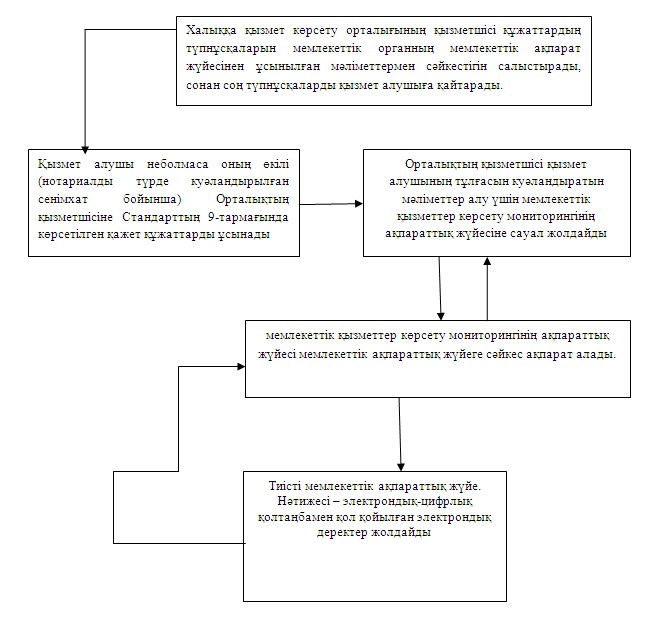 Халыққа қызмет көрсету орталығының қызметшісі құжаттардың
түпнұсқаларын мемлекеттік органның мемлекеттік ақпарат
жүйесінен ұсынылған мәліметтермен сәйкестігін салыстырады,
сонан соң түпнұсқаларды қызмет алушыға қайтарады.
Қызмет алушы неболмаса оның өкілі
(нотариалды түрде куәландырылған
сенімхат бойынша) Орталықтың
қызметшісіне Стандарттың 9-тармағында
көрсетілген қажет құжаттарды ұсынады
Орталықтың қызметшісі қызмет
алушының тұлғасын куәландыратын
мәліметтер алу үшін мемлекеттік
қызметтер көрсету мониторингінің
ақпараттық жүйесіне сауал жолдайды
мемлекеттік қызметтер көрсету мониторингінің ақпараттық
жүйесі мемлекеттік ақпараттық жүйеге сәйкес ақпарат алады.
Тиісті мемлекеттік ақпараттық жүйе.
Нәтижесі – электрондық-цифрлық
қолтаңбамен қол қойылған электрондық
деректер жолдайды